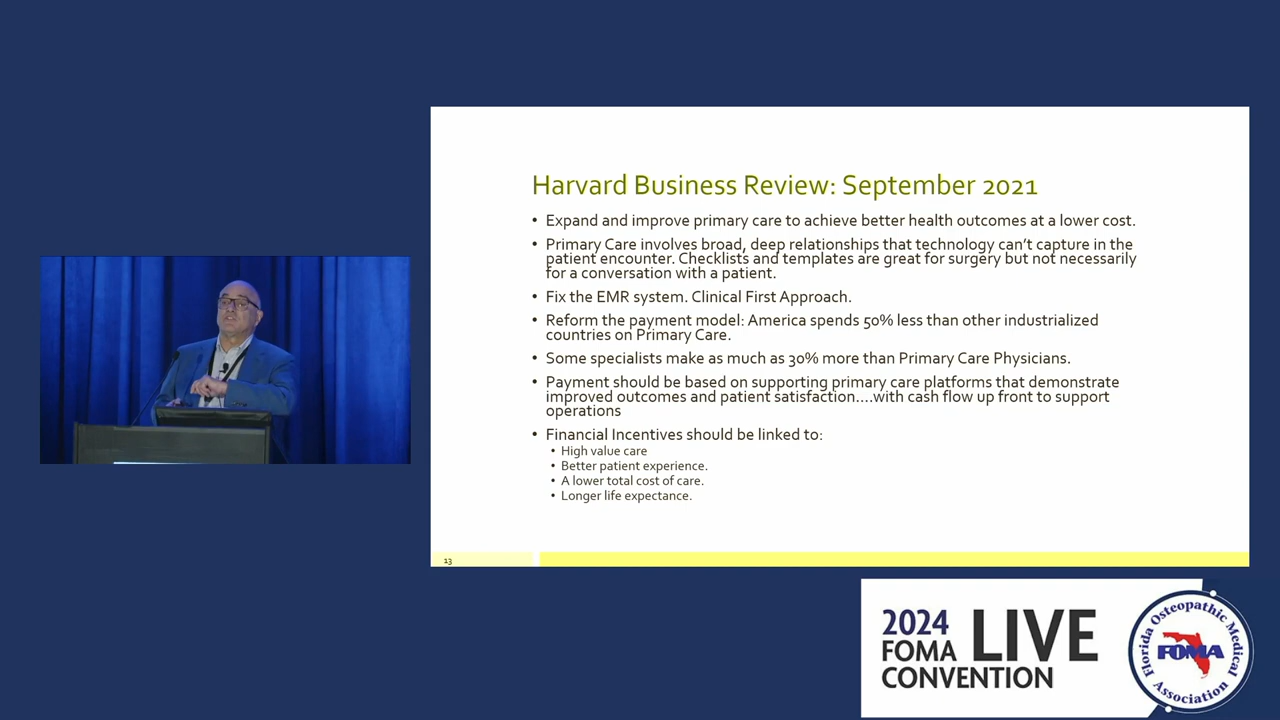 Harvard Business Review: September 2021
• Expand and improve primary care to achieve better health outcomes at a lower cost.
• Primary Care involves broad, deep relationships that technology can’t capture in the
patient encounter. Checklists and templates are great for surgery but not necessarily
for a conversation with a patient.
• Fix the EMR system. Clinical First Approach.
• Reform the payment model: America spends 50% less than other industrialized
countries on Primary Care.
• Some specialists make as much as 30% more than Primary Care Physicians.
• Payment should be based on supporting primary care platforms that demonstrate
improved outcomes and patient satisfaction....with cash flow up front to support
operations
• Financial Incentives should be linked to:
• High value care
• Better patient experience.
• A lower total cost of care.
• Longer life expectance.
13
2024
FOMA
CONVENTION
LIVE
Florida Osteopathic Medical
FOMA
Association